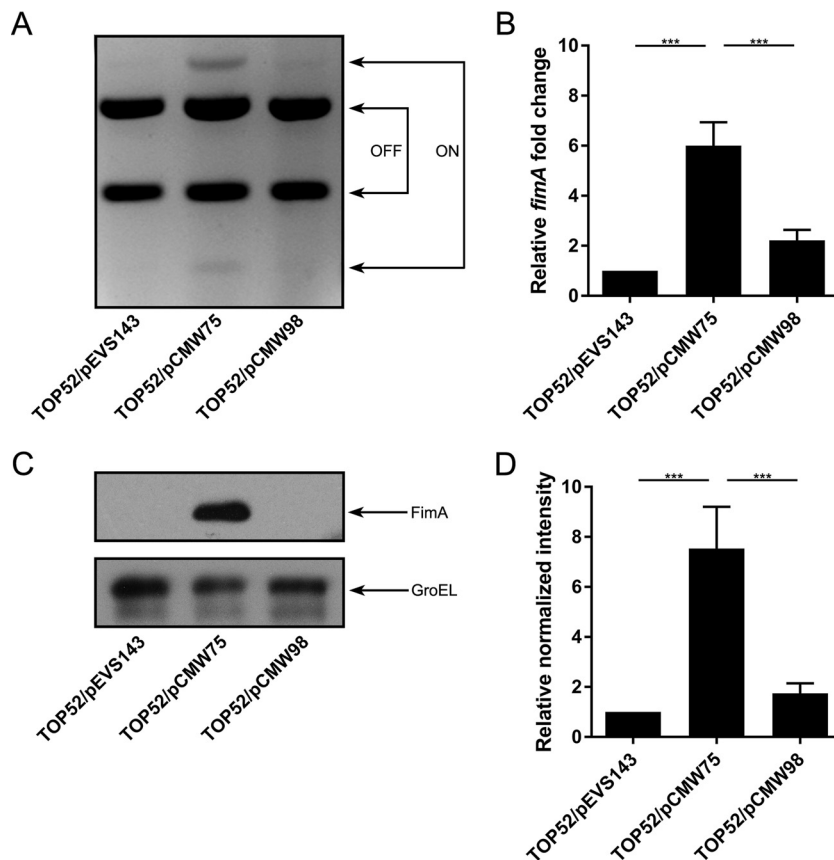 A
OFF
ON
TOP52/pEVS143
TOP52/pCMW75
TOP52/pCMW98
B
Relative fimA fold change
10
8
6
4
2
0
***
***
TOP52/pEVS143
TOP52/pCMW75
TOP52/pCMW98
C
FimA
GroEL
TOP52/pEVS143
TOP52/pCMW75
TOP52/pCMW98
D
Relative normalized intensity
10
8
6
4
2
0
***
***
TOP52/pEVS143
TOP52/pCMW75
TOP52/pCMW98